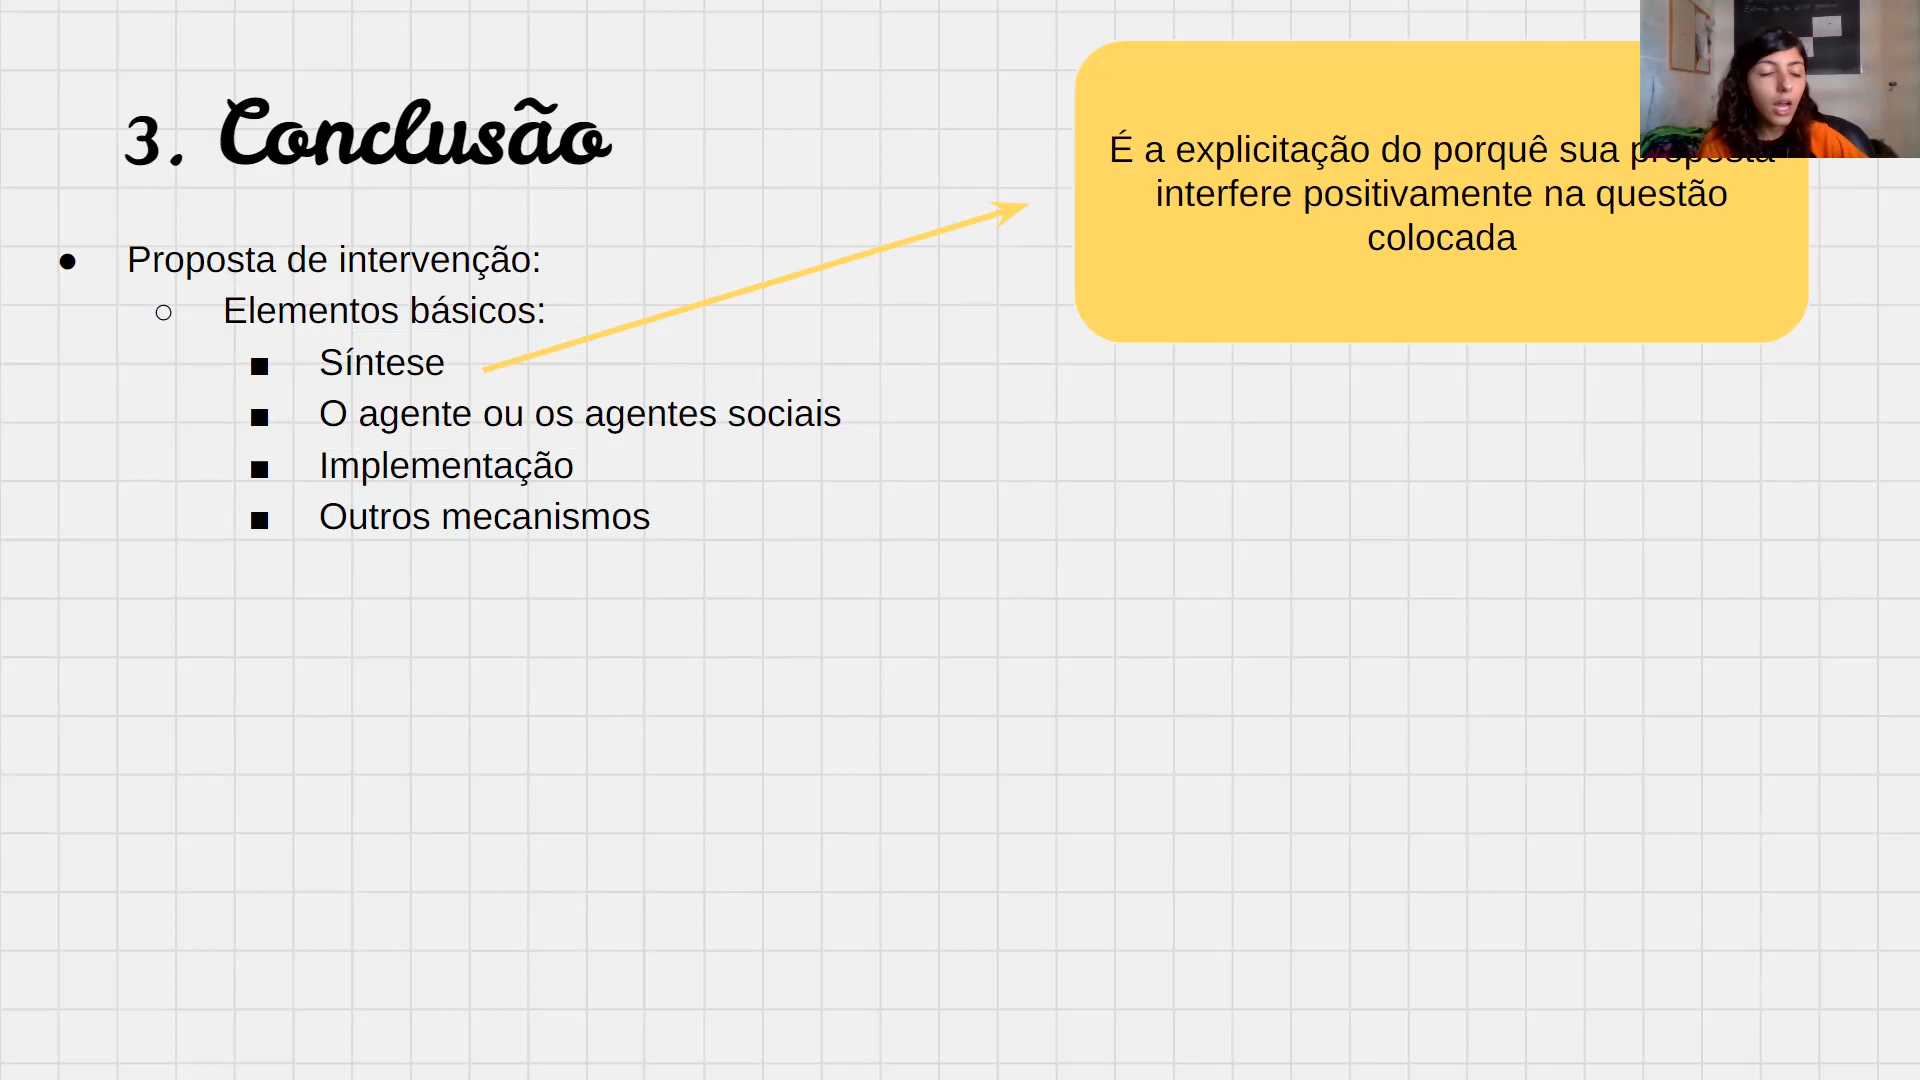 3. Conclusão
● Proposta de intervenção:
○ Elementos básicos:
■ Síntese
■ O agente ou os agentes sociais
■ Implementação
■ Outros mecanismos
É a explicitação do porquê sua proposta
interfere positivamente na questão
colocada